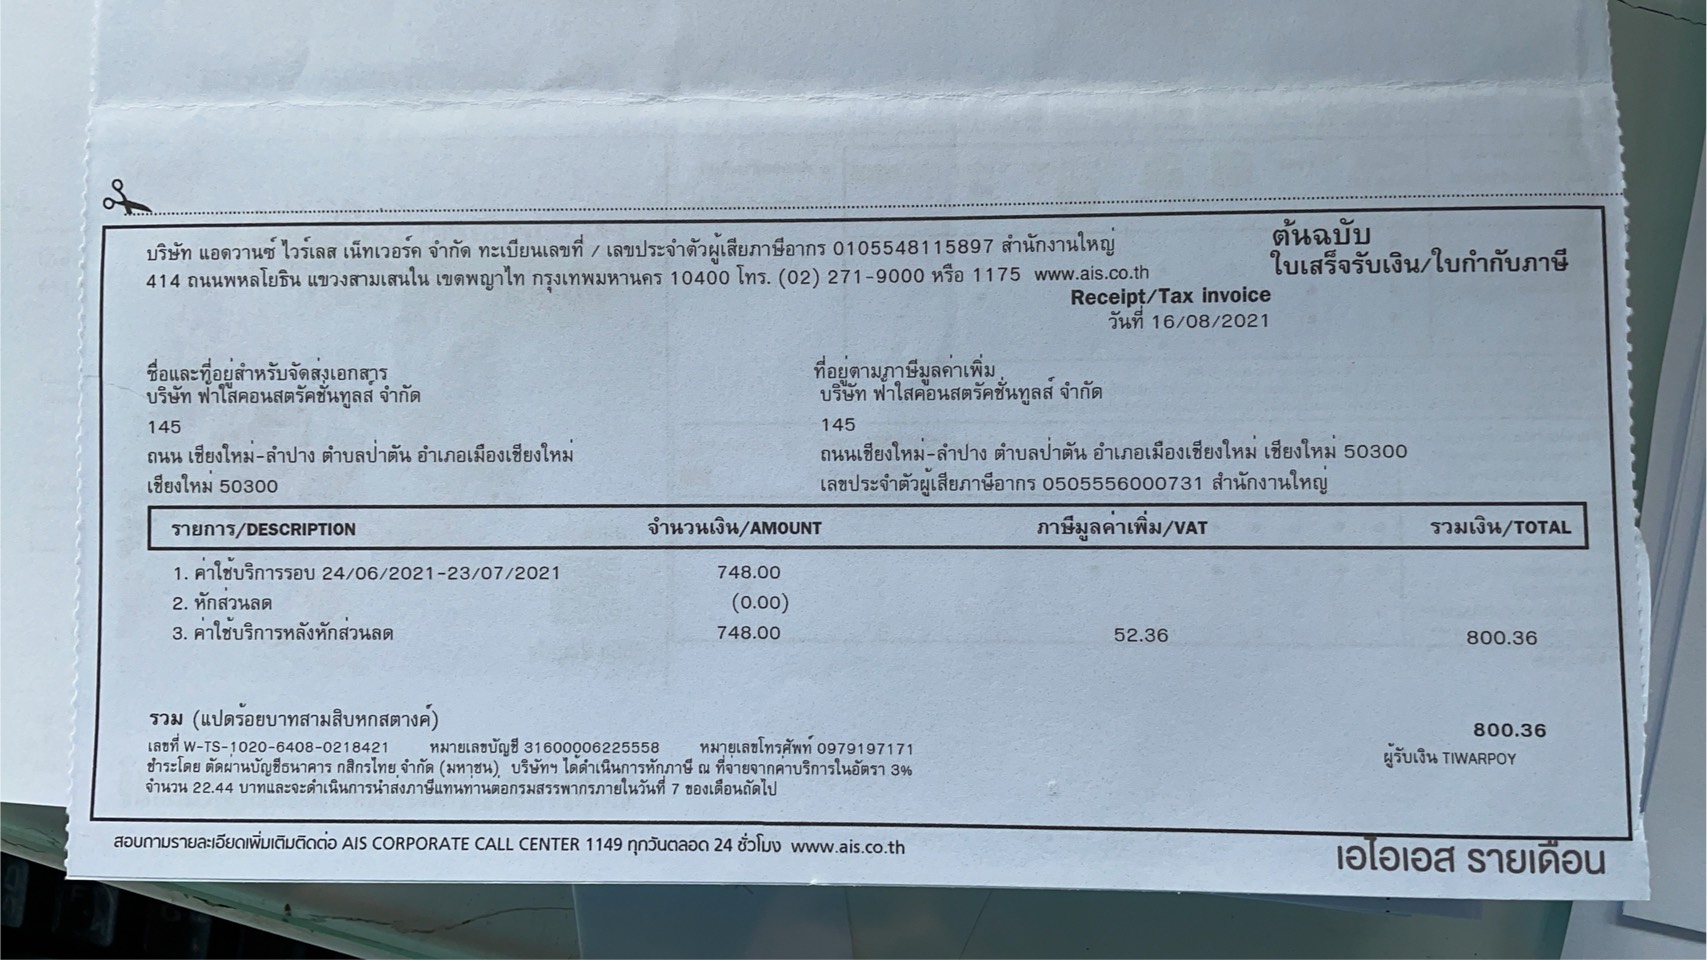 บริษัท แอดวานซ์ ไวร์เลส เน็ทเวอร์ค จำกัด ทะเบียนเลขที่ / เลขประจำตัวผู้เสียภาษีอากร 0105548115897 สำนักงานใหญ่
414 ถนนพหลโยธิน แขวงสามเสนใน เขตพญาไท กรุงเทพมหานคร 10400 โทร. (02) 271-9000 หรือ 1175 www.ais.co.th
ต้นฉบับ
ใบเสร็จรับเงิน/ใบกำกับภาษี
Receipt/Tax invoice
วันที่ 16/08/2021
ชื่อและที่อยู่สำหรับจัดส่งเอกสาร
บริษัท ฟ้าใสคอนสตรัคชั่นทูลส์ จำกัด
145
ถนน เชียงใหม่-ลำปาง ตำบลป่าตัน อำเภอเมืองเชียงใหม่
เชียงใหม่ 50300
ที่อยู่ตามภาษีมูลค่าเพิ่ม
บริษัท ฟ้าใสคอนสตรัคชั่นทูลส์ จำกัด
145
ถนนเชียงใหม่-ลำปาง ตำบลป่าตัน อำเภอเมืองเชียงใหม่ เชียงใหม่ 50300
เลขประจำตัวผู้เสียภาษีอากร 0505556000731 สำนักงานใหญ่
รายการ/DESCRIPTION จำนวนเงิน/AMOUNT ภาษีมูลค่าเพิ่ม/VAT รวมเงิน/TOTAL
1. ค่าใช้บริการรอบ 24/06/2021-23/07/2021 748.00
2. หักส่วนลด (0.00)
3. ค่าใช้บริการหลังหักส่วนลด 748.00 52.36 800.36
รวม (แปดร้อยบาทสามสิบหกสตางค์) 800.36
เลขที่ W-TS-1020-6408-0218421 หมายเลขบัญชี 31600006225558 หมายเลขโทรศัพท์ 0979197171
ผู้รับเงิน TIWARPOY
ชำระโดย ตัดผ่านบัญชีธนาคาร กสิกรไทย จำกัด (มหาชน) บริษัทฯ ได้ดำเนินการหักภาษี ณ ที่จ่ายจากค่าบริการในอัตรา 3%
จำนวน 22.44 บาทและจะดำเนินการนำส่งภาษีแทนท่านต่อกรมสรรพากรภายในวันที่ 7 ของเดือนถัดไป
สอบถามรายละเอียดเพิ่มเติมติดต่อ AIS CORPORATE CALL CENTER 1149 ทุกวันตลอด 24 ชั่วโมง www.ais.co.th
เอไอเอส รายเดือน